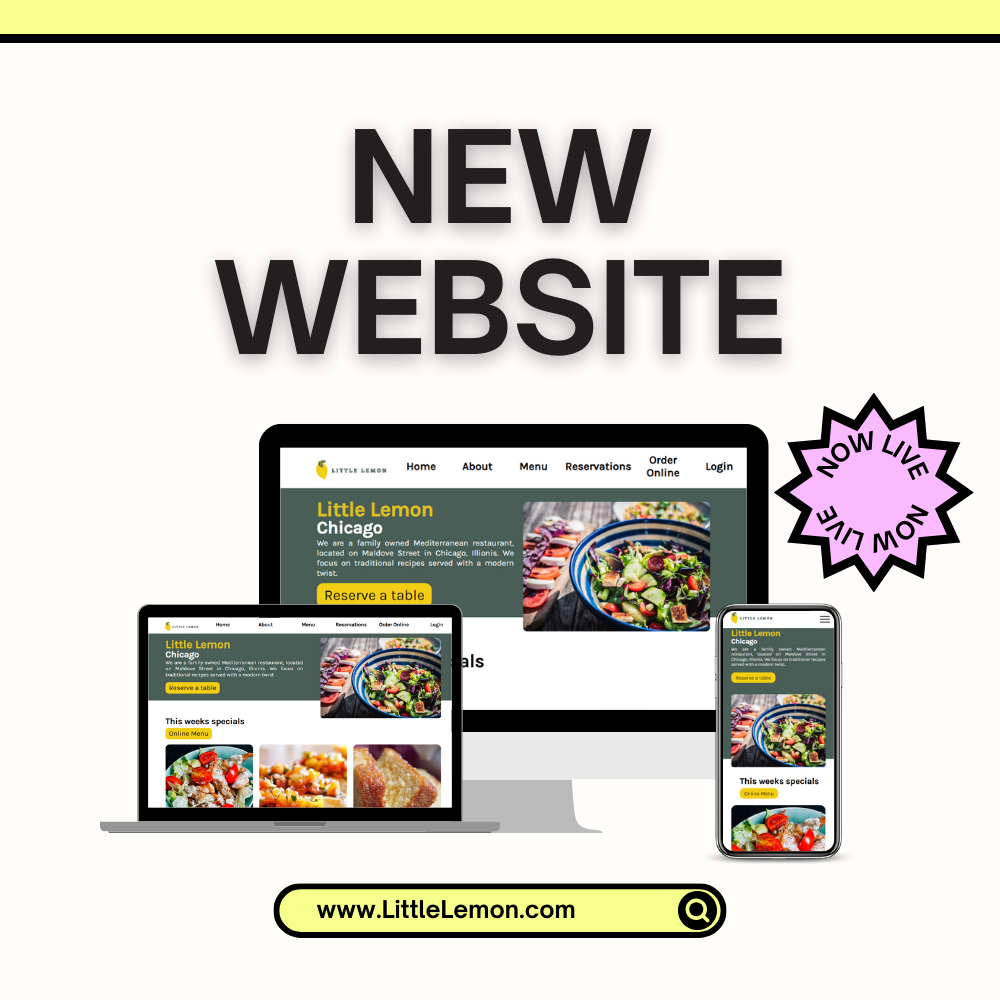 NEW
WEBSITE
NOW LIVE
NOW LIVE
LITTLE LEMON
Home
About
Menu
Reservations
Order
Online
Login
Little Lemon
Chicago
We are a family owned Mediterranean restaurant,
located on Maldove Street in Chicago, Illionis. We
focus on traditional recipes served with a modern
twist.
Reserve a table
als
LITTLE LEMON
Home
About
Menu
Reservations
Order Online
Login
Little Lemon
Chicago
We are a family owned Mediterranean restaurant, located
on Maldove Street in Chicago, Illionis. We focus on
traditional recipes served with a modern twist.
Reserve a table
This weeks specials
Online Menu
LITTLE LEMON
Little Lemon
Chicago
We are a family owned Mediterranean
restaurant, located on Maldove Street in
Chicago, Illionis. We focus on traditional recipes
served with a modern twist.
Reserve a table
This weeks specials
Online Menu
www.LittleLemon.com